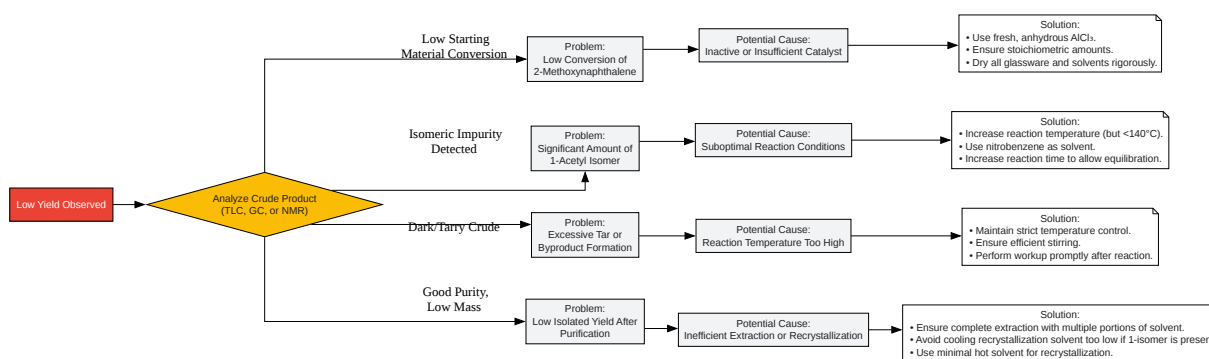 Low Yield Observed
Analyze Crude Product
(TLC, GC, or NMR)
Low Starting
Material Conversion
Problem:
Low Conversion of
2-Methoxynaphthalene
Potential Cause:
Inactive or Insufficient Catalyst
Solution:
• Use fresh, anhydrous AlCl₃.
• Ensure stoichiometric amounts.
• Dry all glassware and solvents rigorously.
Isomeric Impurity
Detected
Problem:
Significant Amount of
1-Acetyl Isomer
Potential Cause:
Suboptimal Reaction Conditions
Solution:
• Increase reaction temperature (but <140°C).
• Use nitrobenzene as solvent.
• Increase reaction time to allow equilibration.
Dark/Tarry Crude
Problem:
Excessive Tar or
Byproduct Formation
Potential Cause:
Reaction Temperature Too High
Solution:
• Maintain strict temperature control.
• Ensure efficient stirring.
• Perform workup promptly after reaction.
Good Purity,
Low Mass
Problem:
Low Isolated Yield After
Purification
Potential Cause:
Inefficient Extraction or Recrystallization
Solution:
• Ensure complete extraction with multiple portions of solvent.
• Avoid cooling recrystallization solvent too low if 1-isomer is presen
• Use minimal hot solvent for recrystallization.